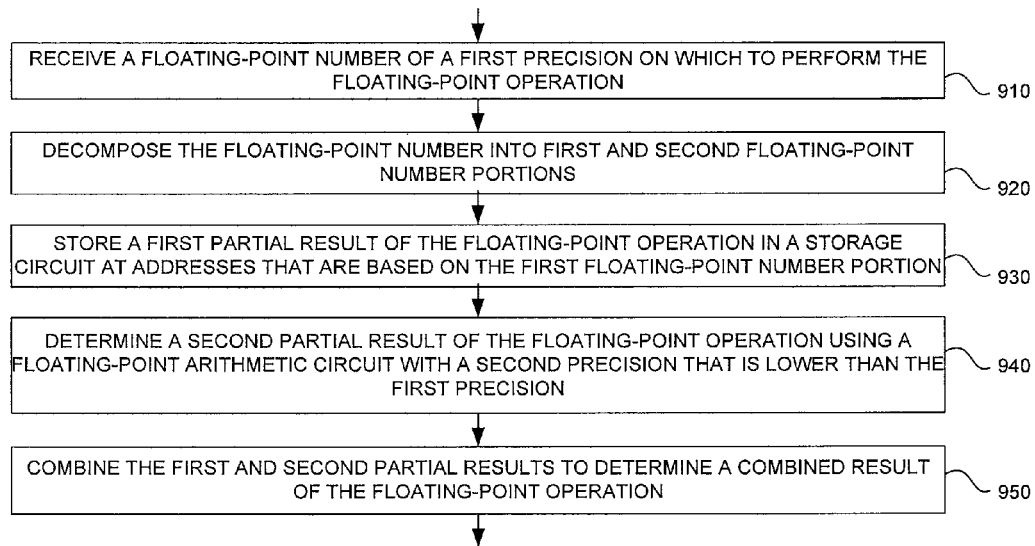 RECEIVE A FLOATING-POINT NUMBER OF A FIRST PRECISION ON WHICH TO PERFORM THE
FLOATING-POINT OPERATION
910
DECOMPOSE THE FLOATING-POINT NUMBER INTO FIRST AND SECOND FLOATING-POINT
NUMBER PORTIONS
920
STORE A FIRST PARTIAL RESULT OF THE FLOATING-POINT OPERATION IN A STORAGE
CIRCUIT AT ADDRESSES THAT ARE BASED ON THE FIRST FLOATING-POINT NUMBER PORTION
930
DETERMINE A SECOND PARTIAL RESULT OF THE FLOATING-POINT OPERATION USING A
FLOATING-POINT ARITHMETIC CIRCUIT WITH A SECOND PRECISION THAT IS LOWER THAN THE
FIRST PRECISION
940
COMBINE THE FIRST AND SECOND PARTIAL RESULTS TO DETERMINE A COMBINED RESULT
OF THE FLOATING-POINT OPERATION
950